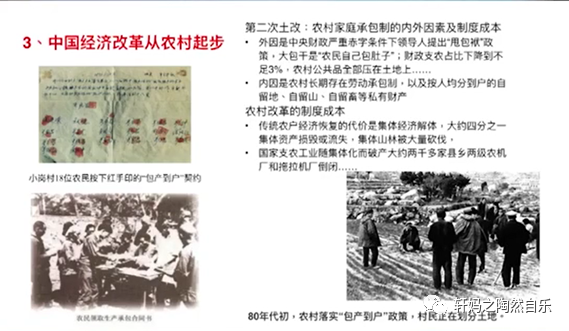 3、中国经济改革从农村起步
小岗村18位农民按下红手印的“包产到户”契约
农民领取生产承包合同书
第二次土改：农村家庭承包制的内外因素及制度成本
• 外因是中央财政严重赤字条件下领导人提出“甩包袱”政
策，大包干是“农民自己包肚子”；财政支农占比下降到不
足3%，农村公共品全部压在土地上……
• 内因是农村长期存在劳动承包制，以及按人均分到户的自
留地、自留山、自留畜等私有财产
农村改革的制度成本
• 传统农户经济恢复的代价是集体经济解体，大约四分之一
集体资产损毁或流失，集体山林被大量砍伐，
• 国家支农工业随集体化而破产大约两千多家县乡两级农机
厂和拖拉机厂倒闭……
轩妈之陶然自乐
80年代初，农村落实“包产到户”政策，村民正在划分土地。